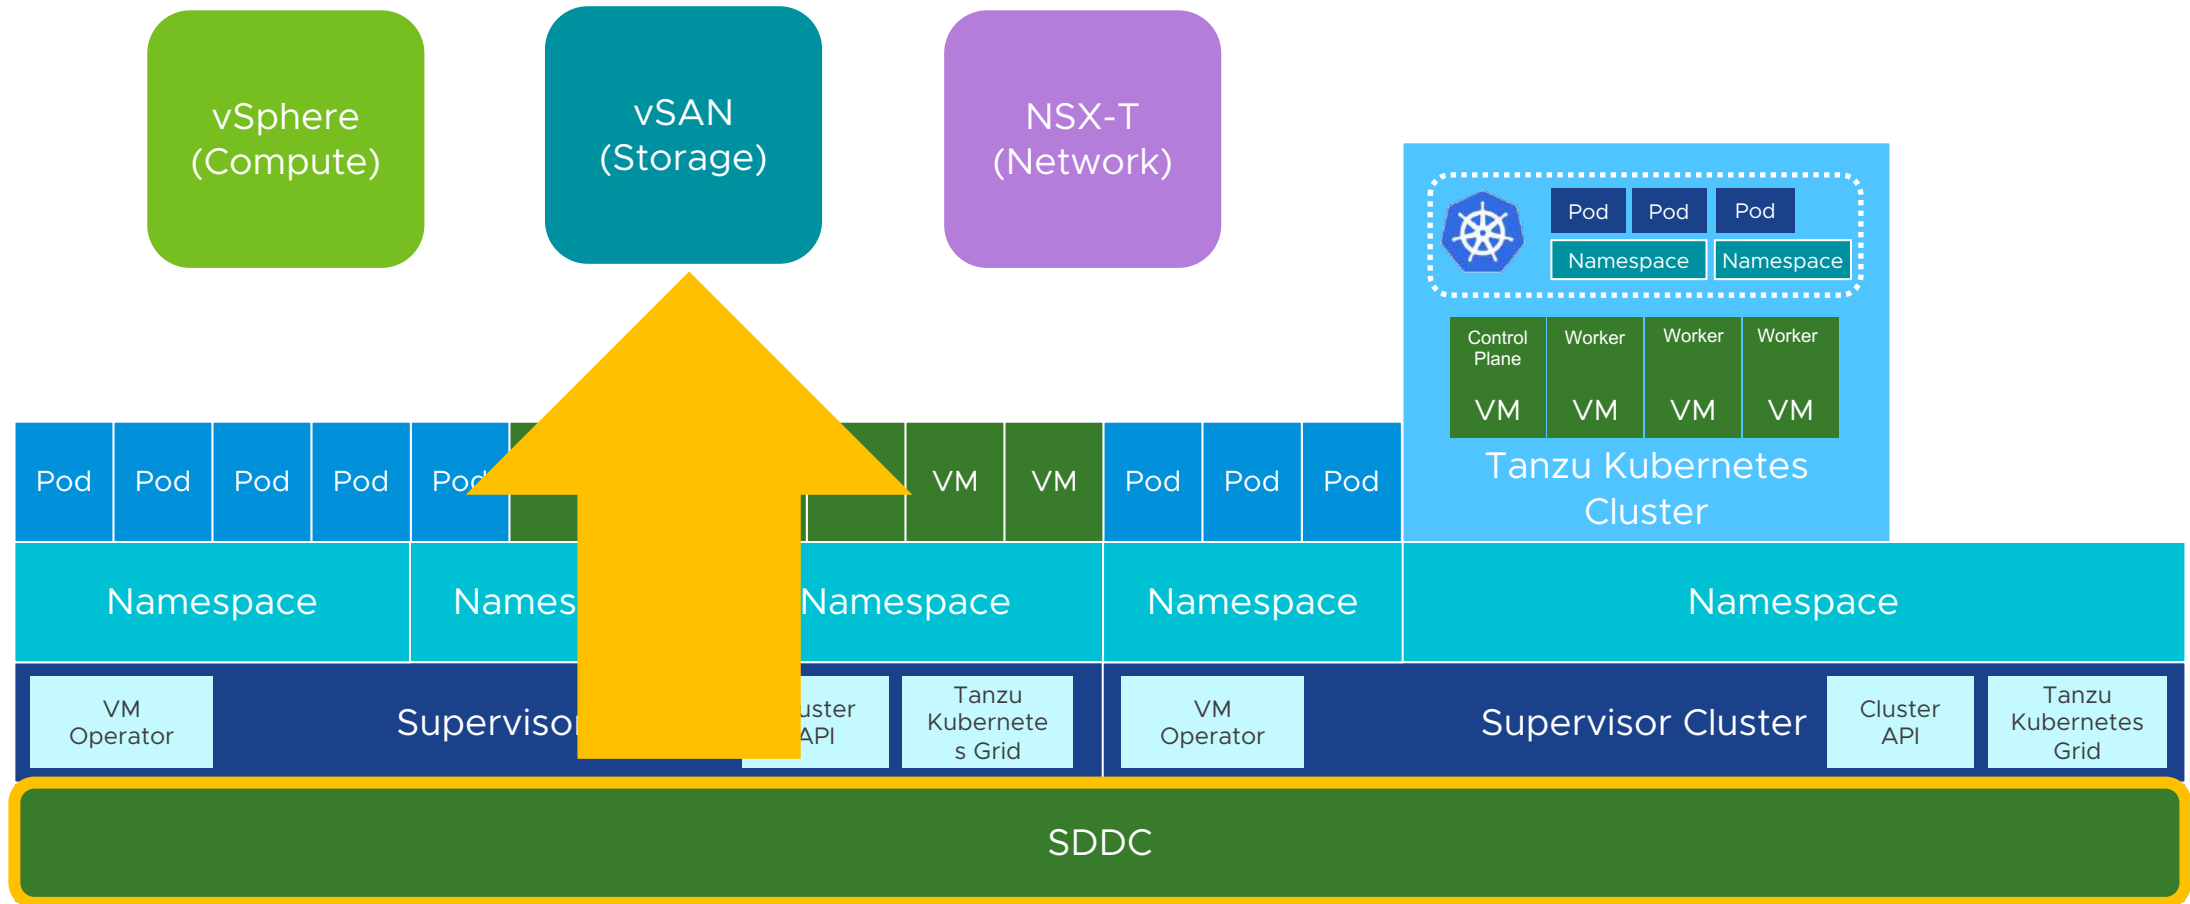 vSphere
(Compute)
vSAN
(Storage)
NSX-T
(Network)
Pod
Pod
Pod
Namespace
Namespace
Control
Plane
VM
Worker
VM
Worker
VM
Worker
VM
Tanzu Kubernetes
Cluster
Pod
Pod
Pod
Pod
Pod
VM
VM
Pod
Pod
Pod
Namespace
Names
Namespace
Namespace
Namespace
VM
Operator
Supervisor
uster
API
Tanzu
Kubernete
s Grid
VM
Operator
Supervisor Cluster
Cluster
API
Tanzu
Kubernetes
Grid
SDDC